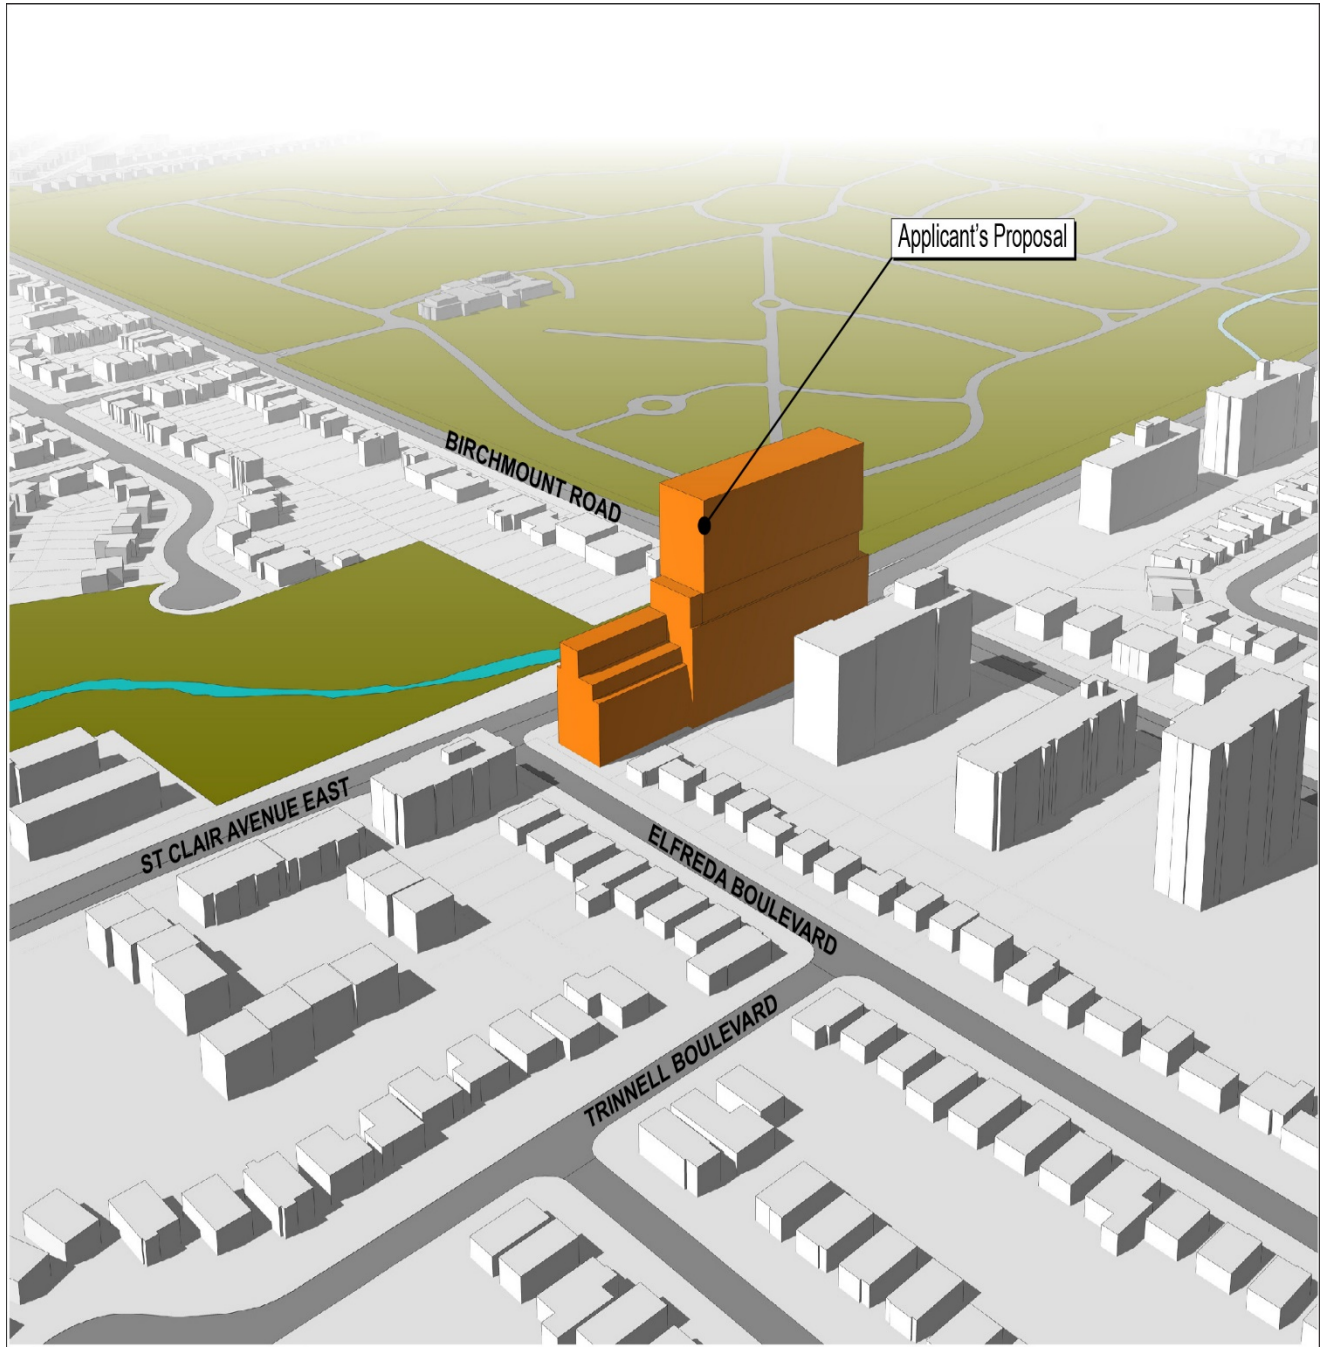 Applicant's Proposal
BIRCHMOUNT ROAD
ST CLAIR AVENUE EAST
ELFREDA BOULEVARD
TRINNELL BOULEVARD